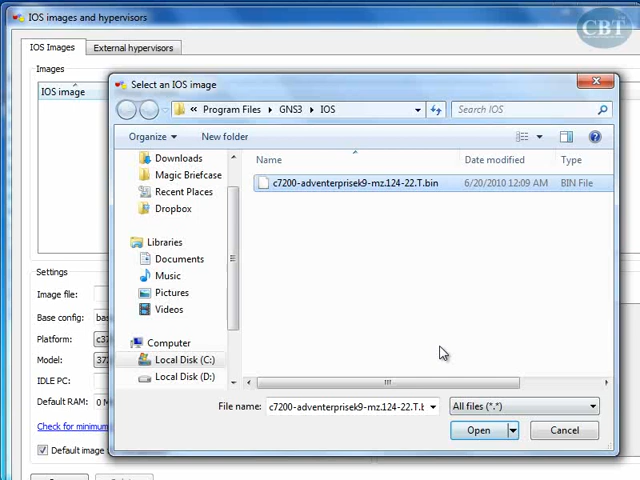 IOS images and hypervisors
CBT
IOS Images
External hypervisors
Images
IOS image
Select an IOS image
« Program Files GNS3 IOS
Search IOS
Organize
New folder
Name
Date modified
Type
c7200-adventerprisek9-mz.124-22.T.bin
6/20/2010 12:09 AM
BIN File
Downloads
Magic Briefcase
Recent Places
Dropbox
Libraries
Documents
Music
Pictures
Videos
Computer
Local Disk (C:)
Local Disk (D:)
Settings
Image file:
Base config:
Platform:
Model:
IDLE PC:
Default RAM:
0
Check for minimum
Default image
File name:
c7200-adventerprisek9-mz.124-22.T.b
All files (*.*)
Open
Cancel